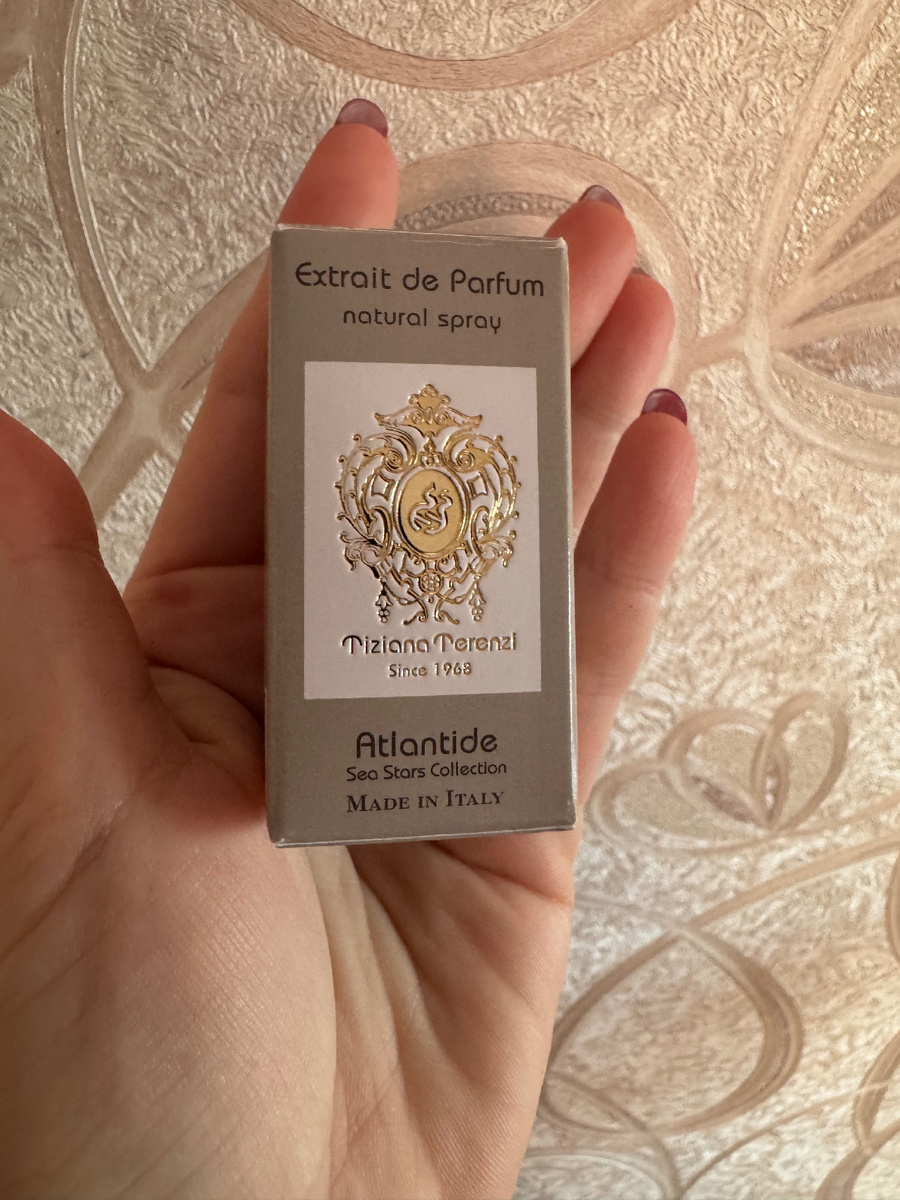 Extrait de Parfum
natural spray
Tiziana Terenzi
Since 1968
Atlantide
Sea Stars Collection
MADE IN ITALY